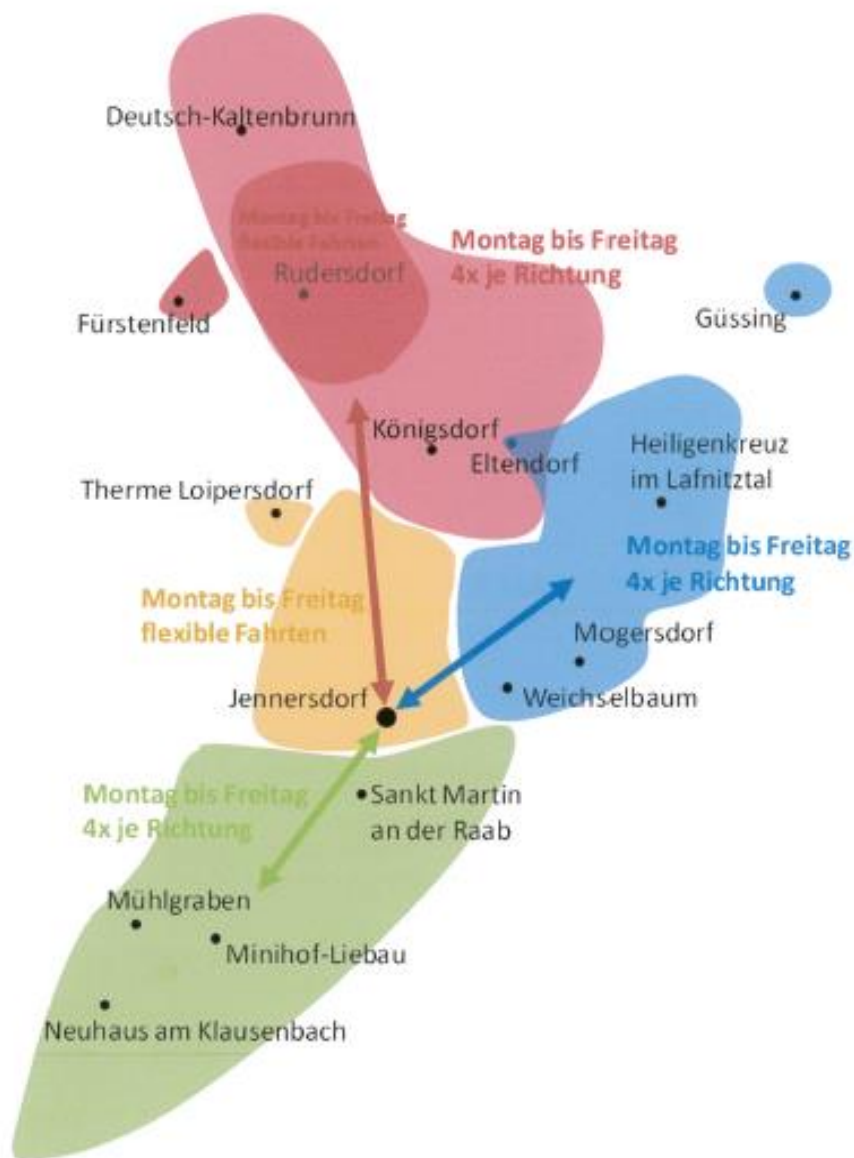 Deutsch-Kaltenbrunn
Montag bis Freitag
flexible Fahrten
Rudersdorf
Montag bis Freitag
4x je Richtung
Fürstenfeld
Güssing
Königsdorf
Eltendorf
Heiligenkreuz
im Lafnitztal
Therme Loipersdorf
Montag bis Freitag
4x je Richtung
Montag bis Freitag
flexible Fahrten
Mogersdorf
Jennersdorf
Weichselbaum
Montag bis Freitag
4x je Richtung
Sankt Martin
an der Raab
Mühlgraben
Minihof-Liebau
Neuhaus am Klausenbach